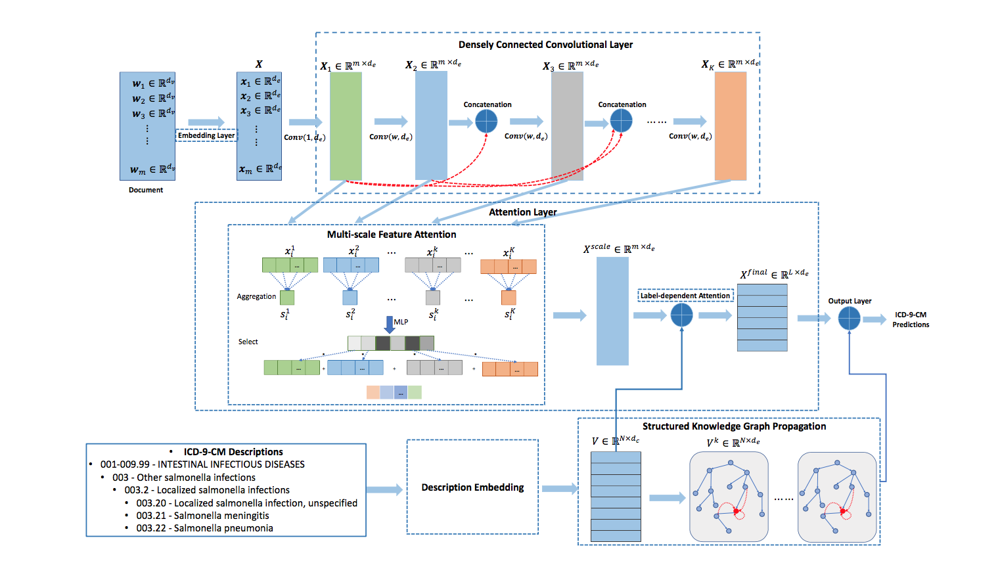 Densely Connected Convolutional Layer
X
X₁ ∈ ℝ^{m × d_e}
X₂ ∈ ℝ^{m × d_e}
X₃ ∈ ℝ^{m × d_e}
X_K ∈ ℝ^{m × d_e}
w₁ ∈ ℝ^{d_v}
w₂ ∈ ℝ^{d_v}
w₃ ∈ ℝ^{d_v}
⋮
⋮
w_m ∈ ℝ^{d_v}
Document
Embedding Layer
x₁ ∈ ℝ^{d_e}
x₂ ∈ ℝ^{d_e}
x₃ ∈ ℝ^{d_e}
⋮
⋮
x_m ∈ ℝ^{d_e}
Conv(1, d_e)
Conv(w, d_e)
Concatenation
Conv(w, d_e)
Concatenation
... ...
Conv(w, d_e)
Attention Layer
Multi-scale Feature Attention
x_i^1
x_i^2
...
x_i^k
...
x_i^K
...
...
...
...
Aggregation
...
...
s_i^1
s_i^2
s_i^k
s_i^K
MLP
Select
... + ... + ... + ...
...
X^{scale} ∈ ℝ^{m × d_e}
Label-dependent Attention
X^{final} ∈ ℝ^{L × d_e}
Output Layer
ICD-9-CM
Predictions
• ICD-9-CM Descriptions
• 001-009.99 - INTESTINAL INFECTIOUS DISEASES
• 003 - Other salmonella infections
• 003.2 - Localized salmonella infections
• 003.20 - Localized salmonella infection, unspecified
• 003.21 - Salmonella meningitis
• 003.22 - Salmonella pneumonia
Description Embedding
Structured Knowledge Graph Propagation
V ∈ ℝ^{N×d_c}
V^k ∈ ℝ^{N×d_e}
... ...